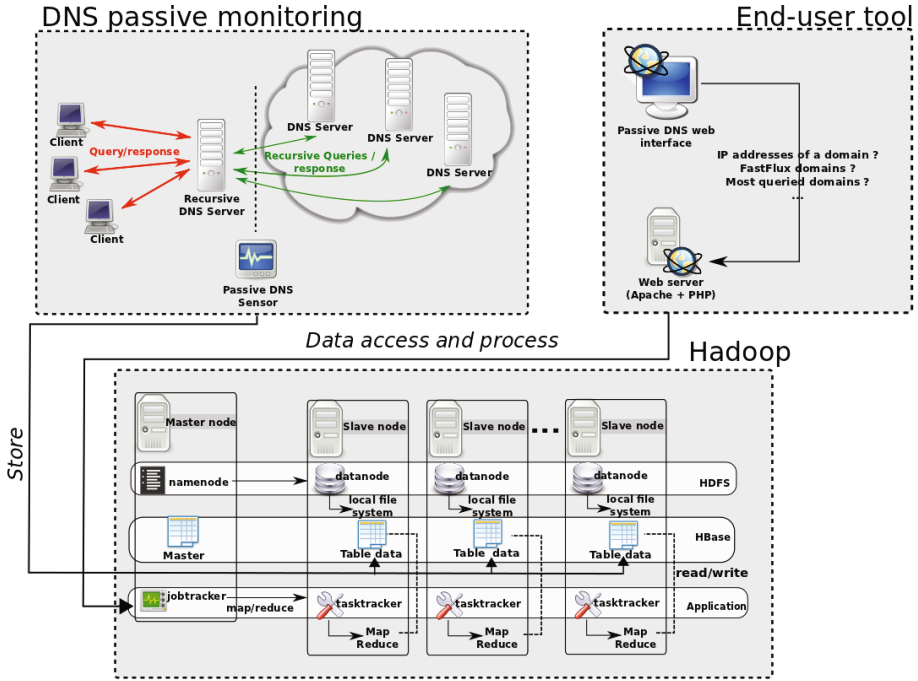 DNS passive monitoring
End-user tool
Client
Client
Client
Query/response
Recursive
DNS Server
DNS Server
DNS Server
DNS Server
Recursive Queries /
response
Passive DNS
Sensor
Passive DNS web
interface
IP addresses of a domain ?
FastFlux domains ?
Most queried domains ?
...
Web server
(Apache + PHP)
Data access and process
Store
Hadoop
Master node
Slave node
Slave node
...
Slave node
namenode
datanode
datanode
datanode
HDFS
local file
system
local file
system
local file
system
Master
Table data
Table data
Table data
HBase
read/write
jobtracker
map/reduce
tasktracker
tasktracker
tasktracker
Application
Map
Reduce
Map
Reduce
Map
Reduce